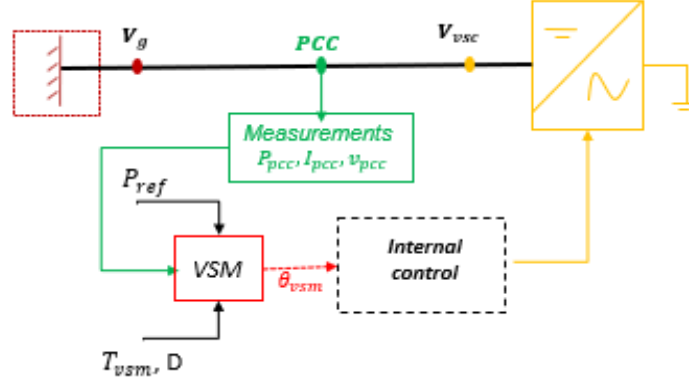 V_g PCC V_vsc
Measurements
P_pcc, I_pcc, v_pcc
P_ref
VSM
θ_vsm
Internal
control
T_vsm, D